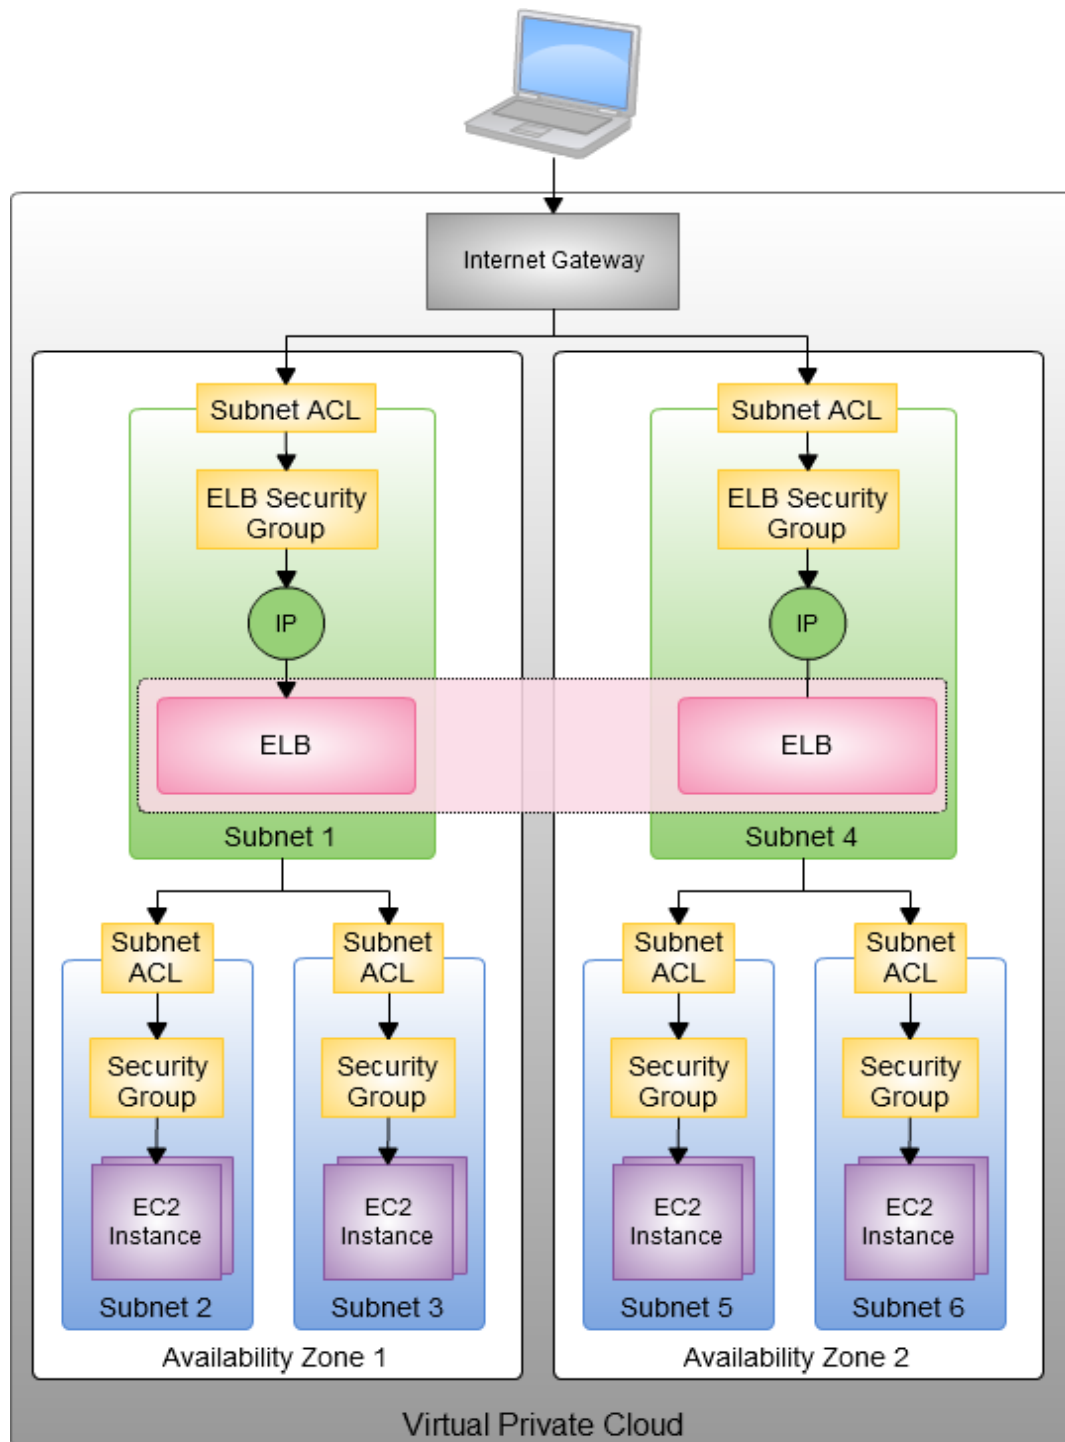 Internet Gateway
Subnet ACL
ELB Security
Group
IP
ELB
Subnet 1
Subnet ACL
ELB Security
Group
IP
ELB
Subnet 4
Subnet
ACL
Security
Group
EC2
Instance
Subnet 2
Subnet
ACL
Security
Group
EC2
Instance
Subnet 3
Availability Zone 1
Subnet
ACL
Security
Group
EC2
Instance
Subnet 5
Subnet
ACL
Security
Group
EC2
Instance
Subnet 6
Availability Zone 2
Virtual Private Cloud